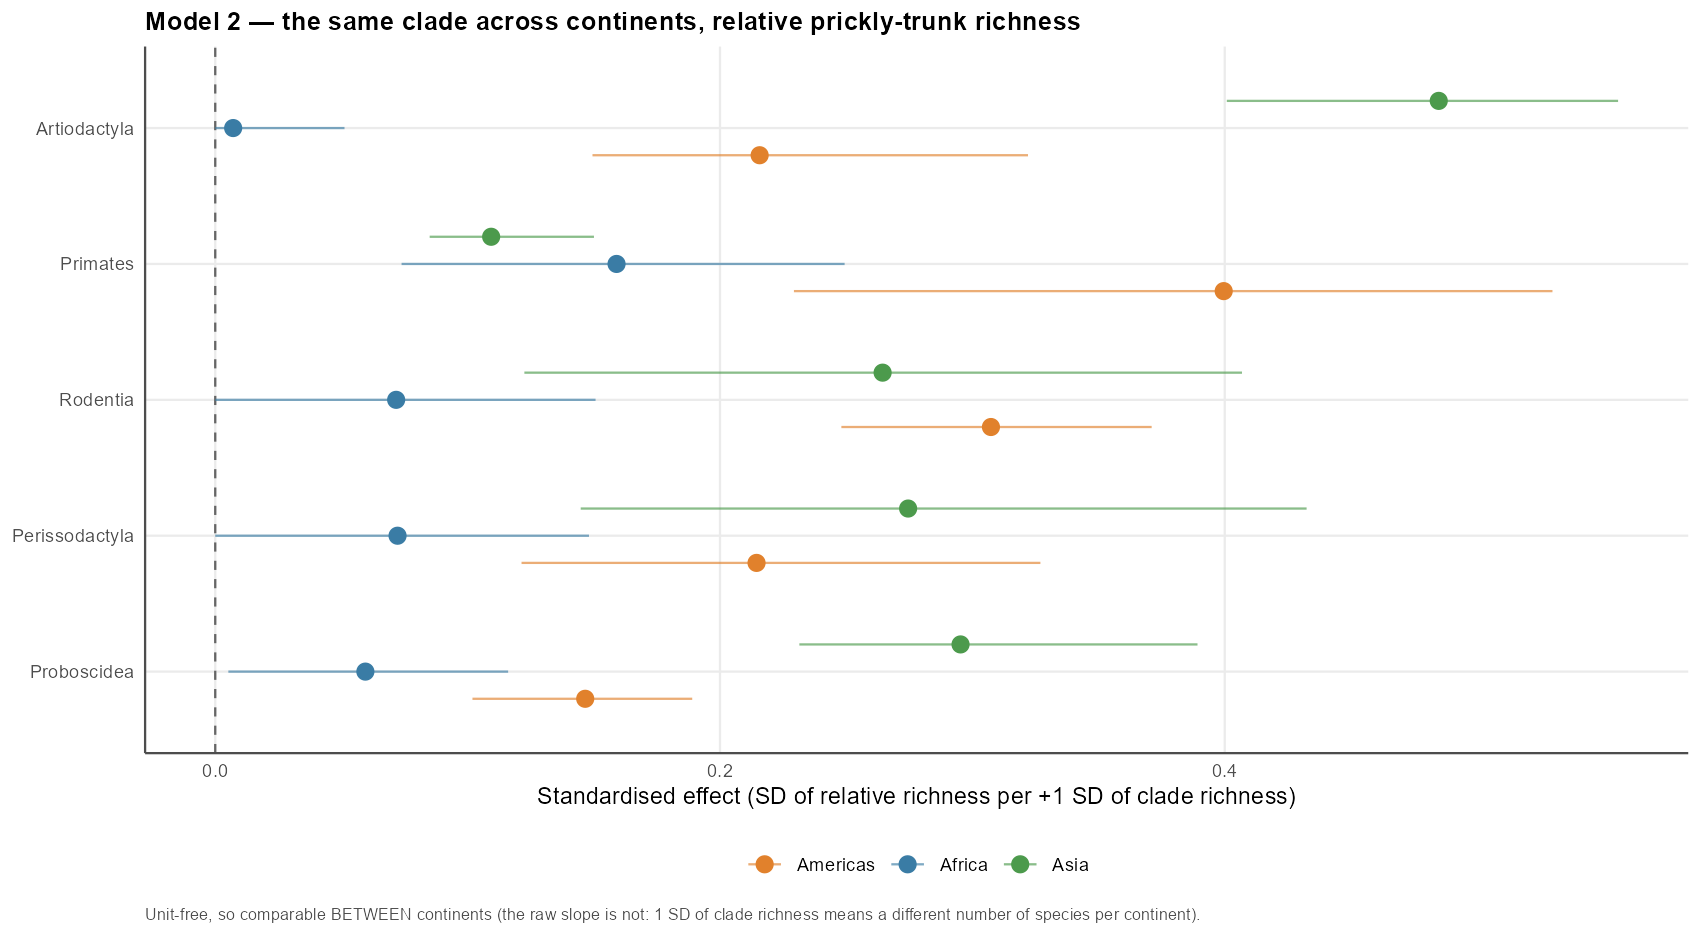 Model 2 — the same clade across continents, relative prickly-trunk richness
Artiodactyla
Primates
Rodentia
Perissodactyla
Proboscidea
0.0 0.2 0.4
Standardised effect (SD of relative richness per +1 SD of clade richness)
Americas Africa Asia
Unit-free, so comparable BETWEEN continents (the raw slope is not: 1 SD of clade richness means a different number of species per continent).